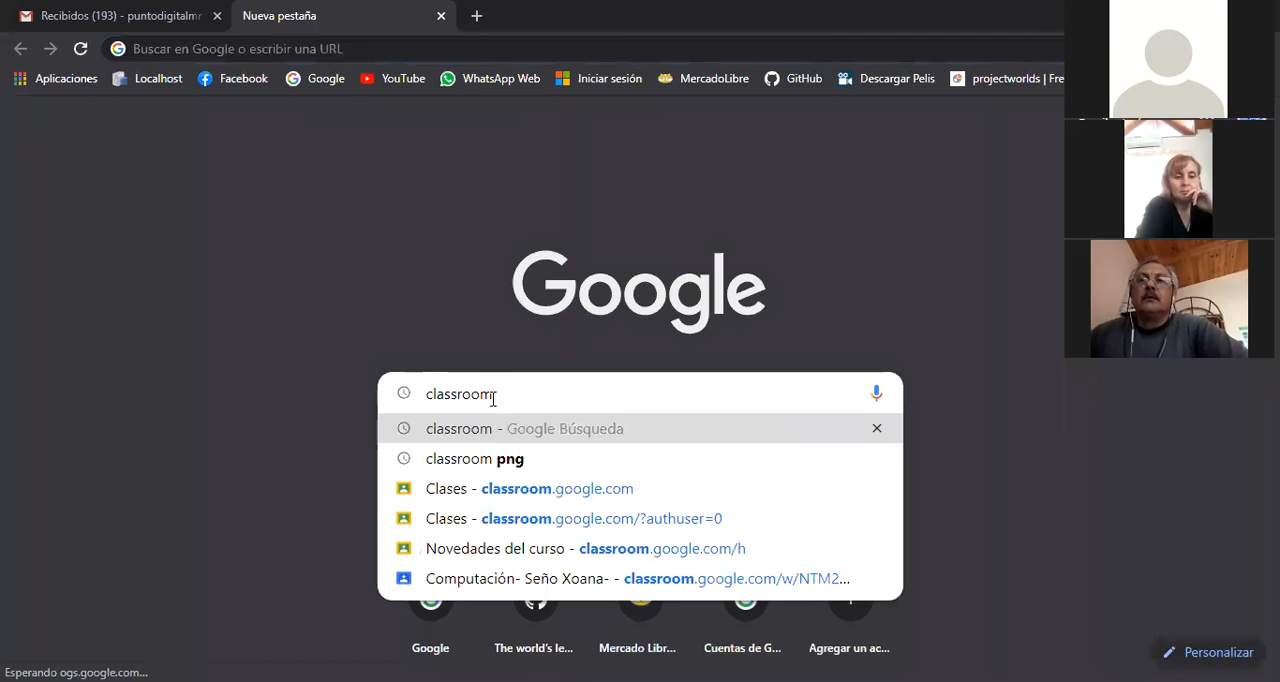 Recibidos (193) - puntodigitalmr
Nueva pestaña
Buscar en Google o escribir una URL
Aplicaciones Localhost Facebook Google YouTube WhatsApp Web Iniciar sesión MercadoLibre GitHub Descargar Pelis projectworlds | Fre
Google
classroom
classroom - Google Búsqueda
classroom png
Clases - classroom.google.com
Clases - classroom.google.com/?authuser=0
Novedades del curso - classroom.google.com/h
Computación- Seño Xoana- - classroom.google.com/w/NTM2...
Google The world's le... Mercado Libr... Cuentas de G... Agregar un ac...
Personalizar
Esperando ogs.google.com...